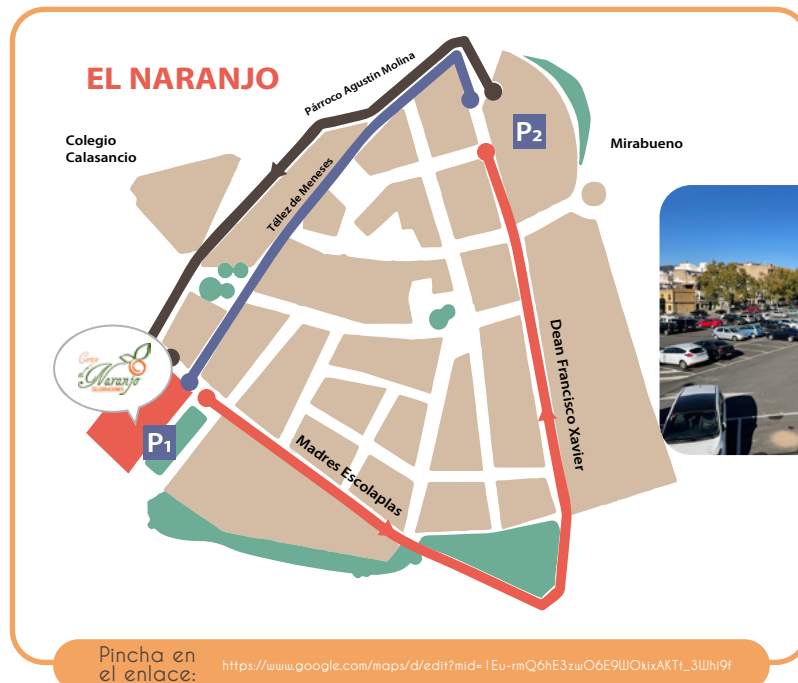 EL NARANJO
Párroco Agustín Molina
Colegio
Calasancio
P2
Mirabueno
Téllez de Meneses
Naranjo
P1
Dean Francisco Xavier
Madres Escolaplas
Pincha en
el enlace:
https://www.google.com/maps/d/edit?mid=1Eu-rmQ6hE3zwO6E9WOkixAKTt_3Whi9f